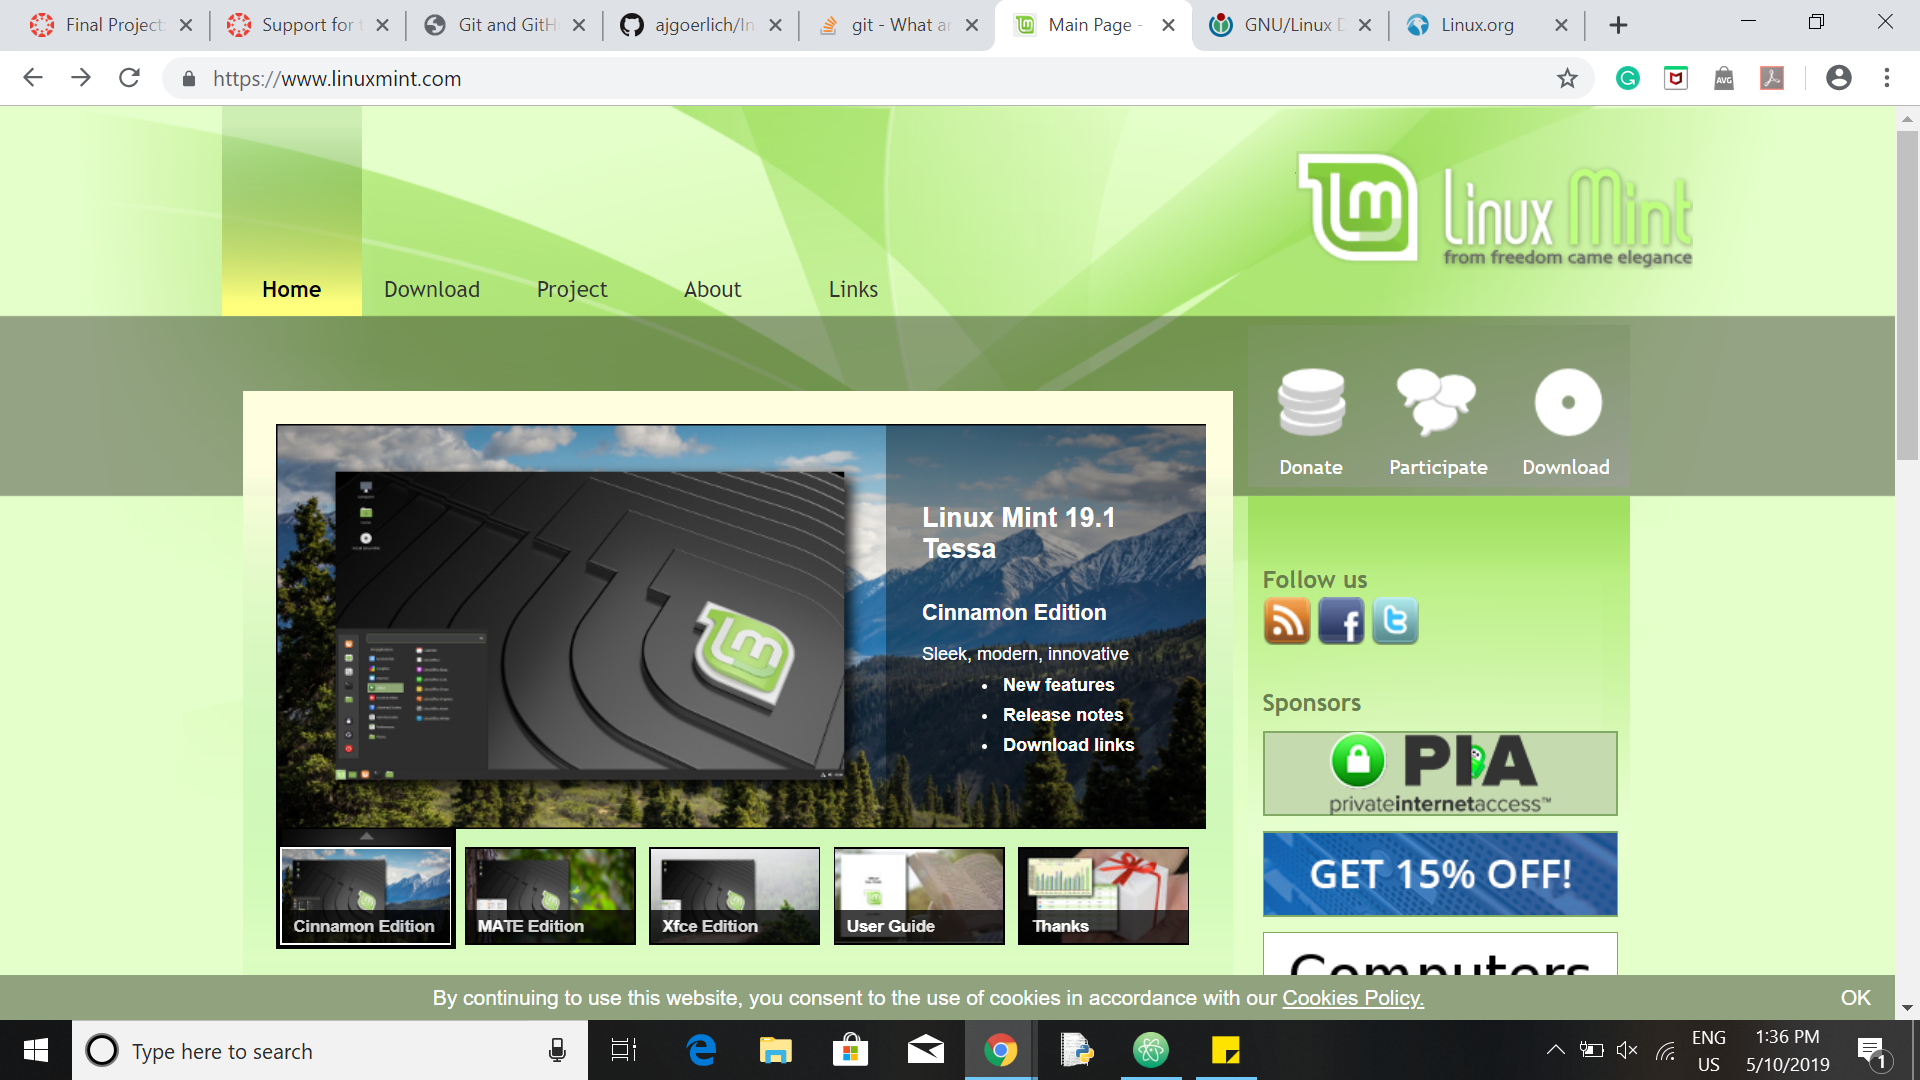 Final Project:
Support for t
Git and GitH
ajgoerlich/In
git - What ar
Main Page -
GNU/Linux D
Linux.org
https://www.linuxmint.com
AVG
Linux Mint
from freedom came elegance
Home
Download
Project
About
Links
Donate
Participate
Download
Linux Mint 19.1
Tessa
Cinnamon Edition
Sleek, modern, innovative
New features
Release notes
Download links
Follow us
Sponsors
PIA
privateinternetaccess™
GET 15% OFF!
Computers
Cinnamon Edition
MATE Edition
Xfce Edition
User Guide
Thanks
By continuing to use this website, you consent to the use of cookies in accordance with our Cookies Policy.
OK
Type here to search
ENG
US
1:36 PM
5/10/2019
1